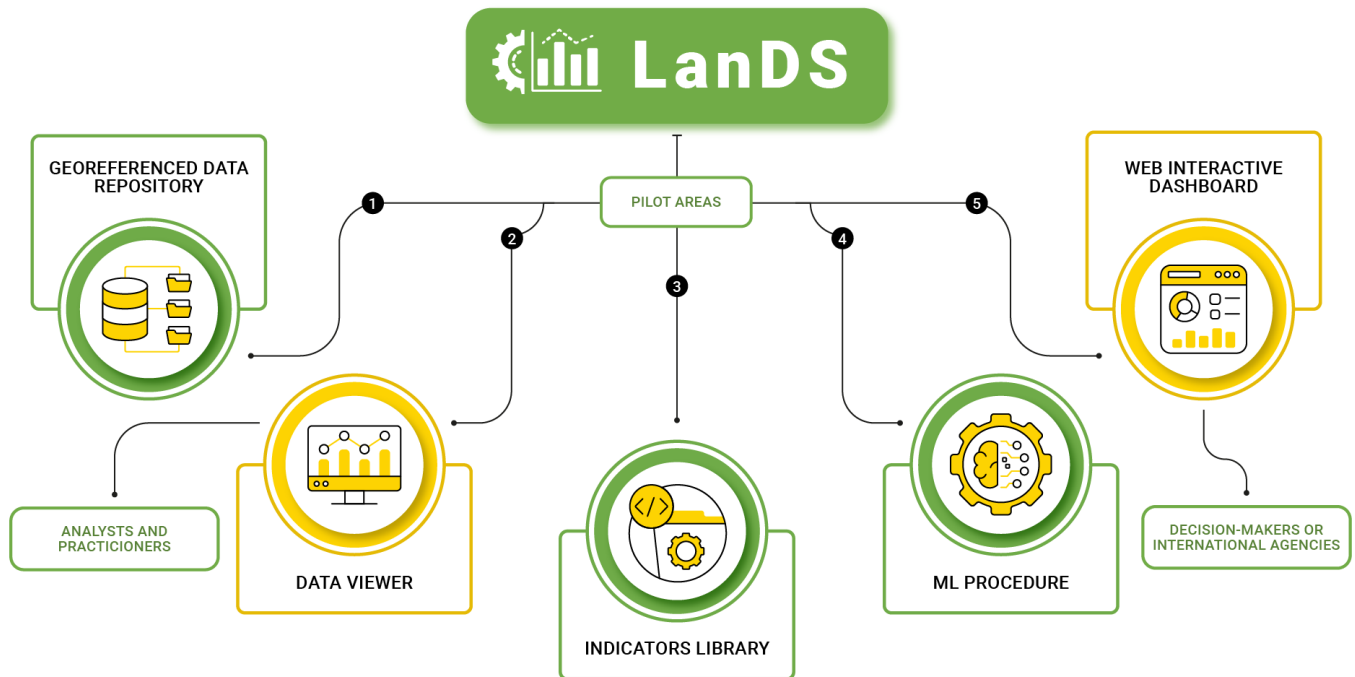 LanDS
GEOREFERENCED DATA
REPOSITORY
WEB INTERACTIVE
DASHBOARD
PILOT AREAS
1
2
3
4
5
</>
ANALYSTS AND
PRACTICIONERS
DATA VIEWER
INDICATORS LIBRARY
ML PROCEDURE
DECISION-MAKERS OR
INTERNATIONAL AGENCIES